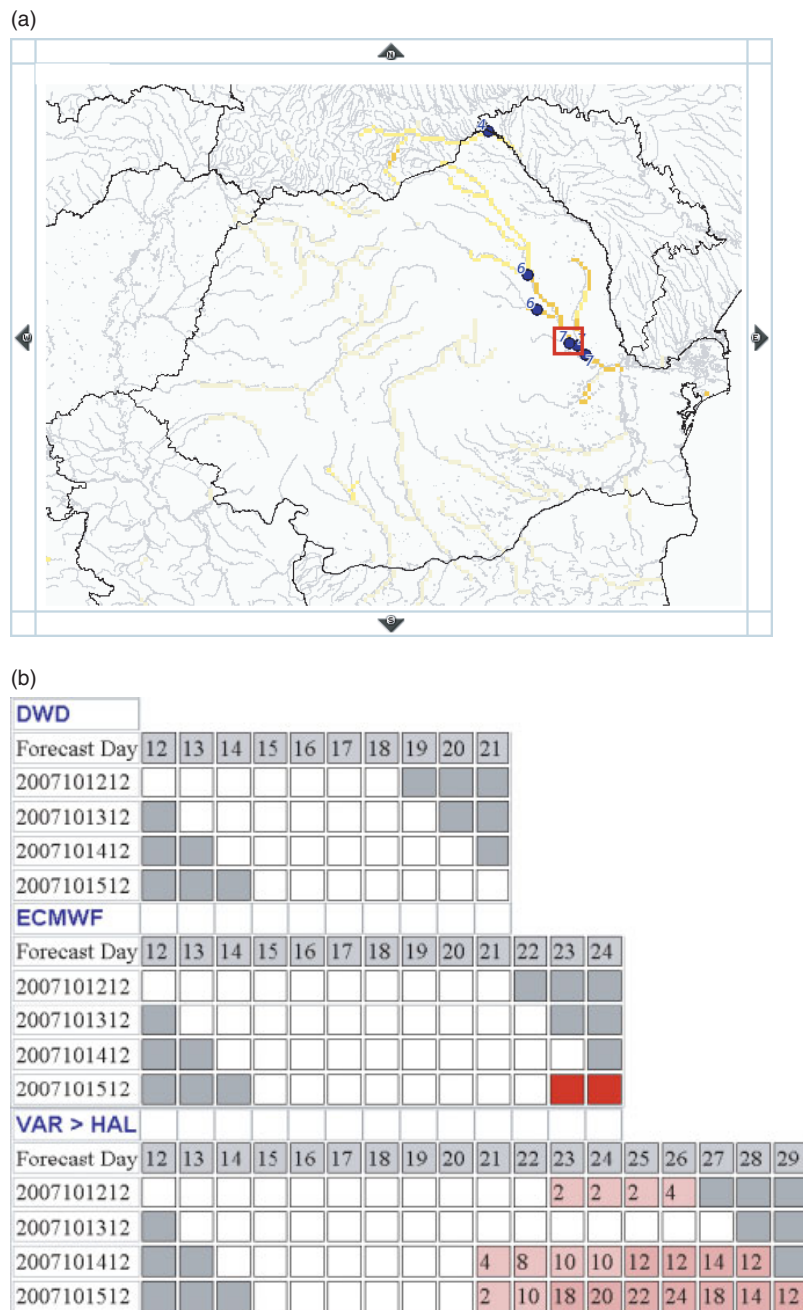 (a)
N
4
6
6
W
7
E
7
S
(b)
DWD
Forecast Day 12 13 14 15 16 17 18 19 20 21
2007101212
2007101312
2007101412
2007101512
ECMWF
Forecast Day 12 13 14 15 16 17 18 19 20 21 22 23 24
2007101212
2007101312
2007101412
2007101512
VAR > HAL
Forecast Day 12 13 14 15 16 17 18 19 20 21 22 23 24 25 26 27 28 29
2007101212 2 2 2 4
2007101312
2007101412 4 8 10 10 12 12 14 12
2007101512 2 10 18 20 22 24 18 14 12